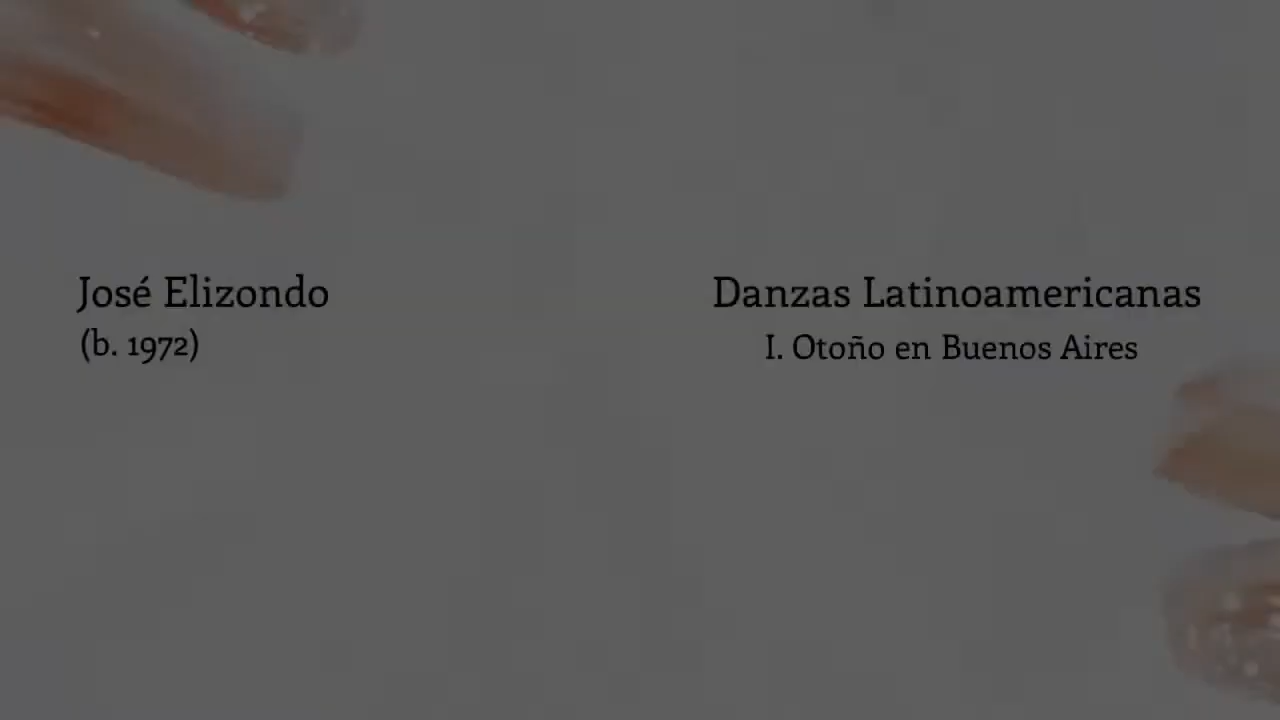 José Elizondo
(b. 1972)
Danzas Latinoamericanas
I. Otoño en Buenos Aires